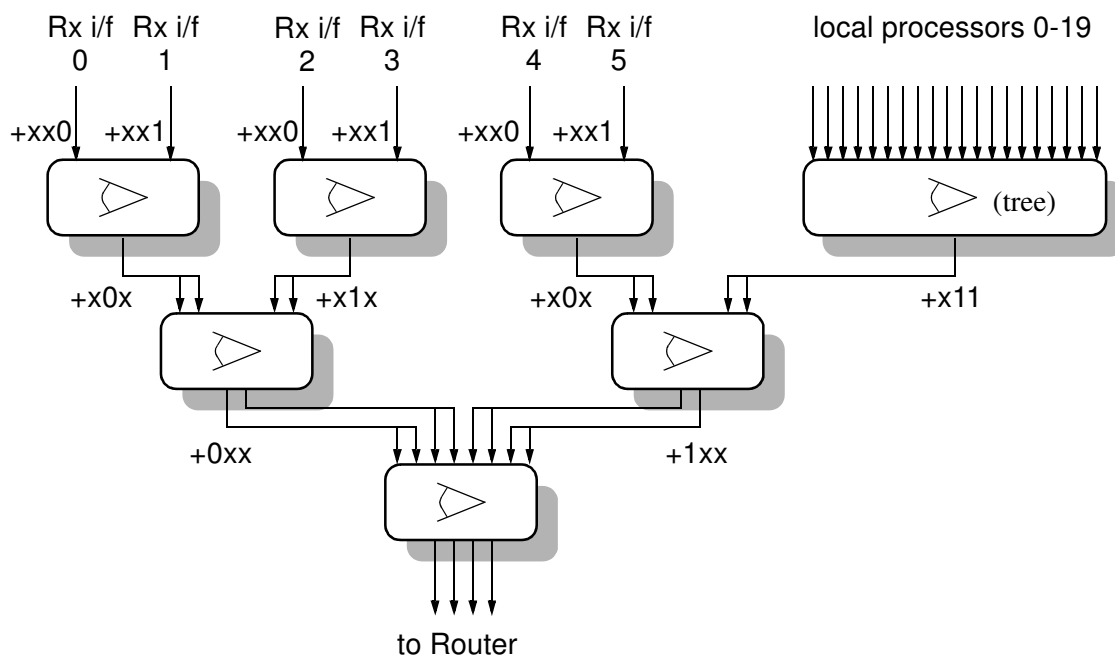 Rx i/f Rx i/f Rx i/f Rx i/f Rx i/f Rx i/f local processors 0-19
0 1 2 3 4 5
+xx0 +xx1 +xx0 +xx1 +xx0 +xx1
(tree)
+x0x +x1x +x0x +x11
+0xx +1xx
to Router